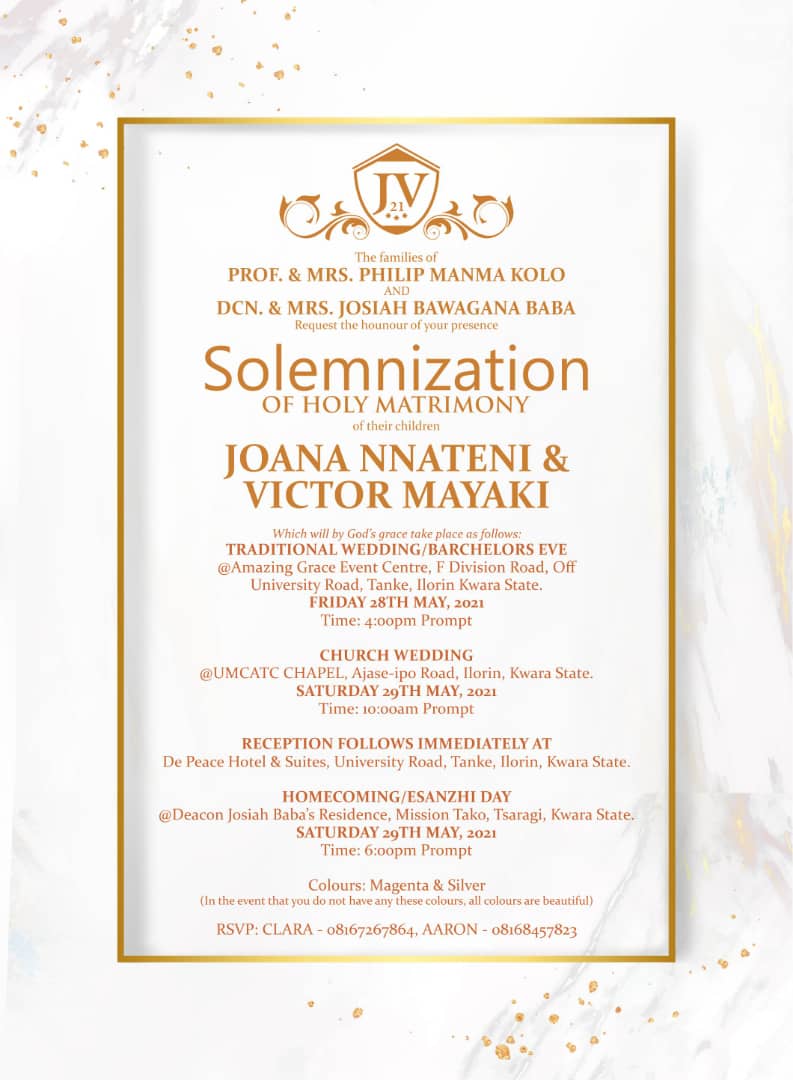 JV
21
The families of
PROF. & MRS. PHILIP MANMA KOLO
AND
DCN. & MRS. JOSIAH BAWAGANA BABA
Request the hounour of your presence
Solemnization
OF HOLY MATRIMONY
of their children
JOANA NNATENI &
VICTOR MAYAKI
Which will by God's grace take place as follows:
TRADITIONAL WEDDING/BARCHELORS EVE
@Amazing Grace Event Centre, F Division Road, Off
University Road, Tanke, Ilorin Kwara State.
FRIDAY 28TH MAY, 2021
Time: 4:00pm Prompt
CHURCH WEDDING
@UMCATC CHAPEL, Ajase-ipo Road, Ilorin, Kwara State.
SATURDAY 29TH MAY, 2021
Time: 10:00am Prompt
RECEPTION FOLLOWS IMMEDIATELY AT
De Peace Hotel & Suites, University Road, Tanke, Ilorin, Kwara State.
HOMECOMING/ESANZHI DAY
@Deacon Josiah Baba's Residence, Mission Tako, Tsaragi, Kwara State.
SATURDAY 29TH MAY, 2021
Time: 6:00pm Prompt
Colours: Magenta & Silver
(In the event that you do not have any these colours, all colours are beautiful)
RSVP: CLARA - 08167267864, AARON - 08168457823